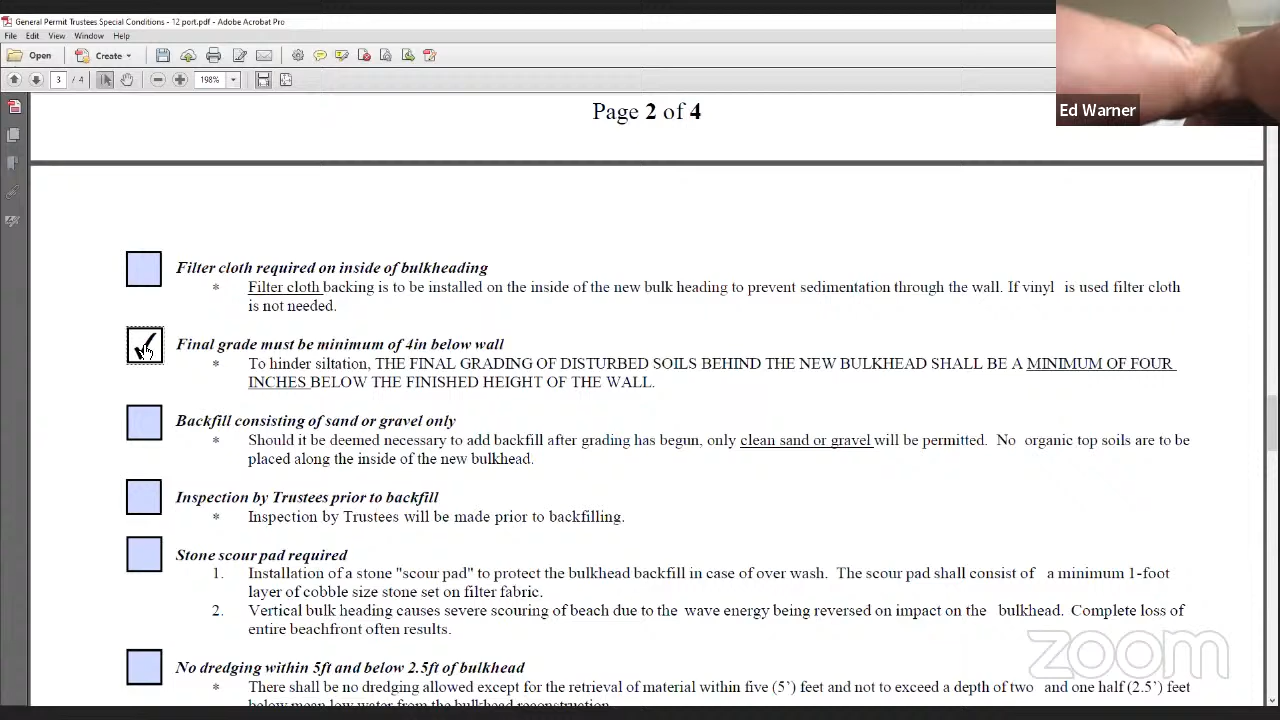 General Permit Trustees Special Conditions - 12 port.pdf - Adobe Acrobat Pro
File Edit View Window Help
Open Create
3 / 4 198%
Ed Warner
Page 2 of 4
Filter cloth required on inside of bulkheading
* Filter cloth backing is to be installed on the inside of the new bulk heading to prevent sedimentation through the wall. If vinyl is used filter cloth
is not needed.
Final grade must be minimum of 4in below wall
* To hinder siltation, THE FINAL GRADING OF DISTURBED SOILS BEHIND THE NEW BULKHEAD SHALL BE A MINIMUM OF FOUR
INCHES BELOW THE FINISHED HEIGHT OF THE WALL.
Backfill consisting of sand or gravel only
* Should it be deemed necessary to add backfill after grading has begun, only clean sand or gravel will be permitted. No organic top soils are to be
placed along the inside of the new bulkhead.
Inspection by Trustees prior to backfill
* Inspection by Trustees will be made prior to backfilling.
Stone scour pad required
1. Installation of a stone "scour pad" to protect the bulkhead backfill in case of over wash. The scour pad shall consist of a minimum 1-foot
layer of cobble size stone set on filter fabric.
2. Vertical bulk heading causes severe scouring of beach due to the wave energy being reversed on impact on the bulkhead. Complete loss of
entire beachfront often results.
zoom
No dredging within 5ft and below 2.5ft of bulkhead
* There shall be no dredging allowed except for the retrieval of material within five (5’) feet and not to exceed a depth of two and one half (2.5’) feet
below mean low water from the bulkhead reconstruction.